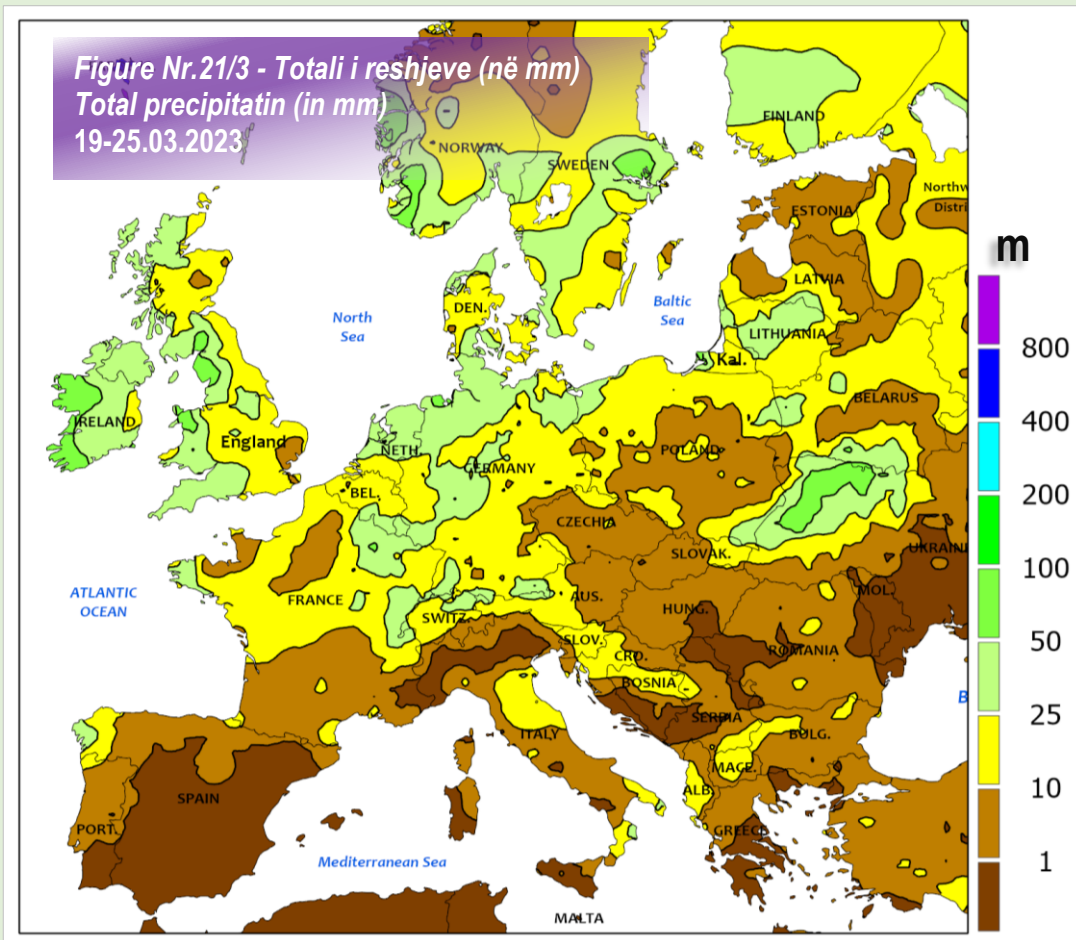 Figure Nr.21/3 - Totali i reshjeve (në mm)
Total precipitatin (in mm)
19-25.03.2023
FINLAND
NORWAY
SWEDEN
Northw
Distri
ESTONIA
LATVIA
DEN.
Baltic
Sea
North
Sea
LITHUANIA
Kal.
BELARUS
IRELAND
England
NETH.
GERMANY
POLAND
BEL.
CZECHIA
SLOVAK.
UKRAIN
ATLANTIC
OCEAN
FRANCE
AUS.
MOL.
HUNG.
SWITZ.
SLOV.
ROMANIA
CRO.
BOSNIA
B
SERBIA
ITALY
BULG.
MACE.
SPAIN
ALB.
PORT.
GREECE
Mediterranean Sea
MALTA
m
800
400
200
100
50
25
10
1